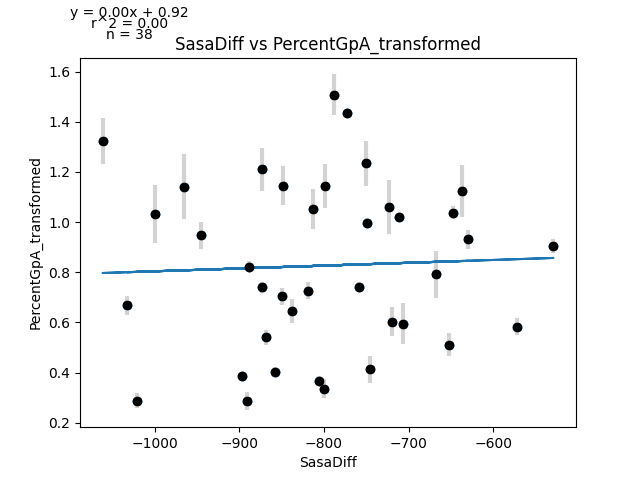 y = 0.00x + 0.92
r^2 = 0.00
n = 38
SasaDiff vs PercentGpA_transformed
PercentGpA_transformed
1.6
1.4
1.2
1.0
0.8
0.6
0.4
0.2
−1000 −900 −800 −700 −600
SasaDiff